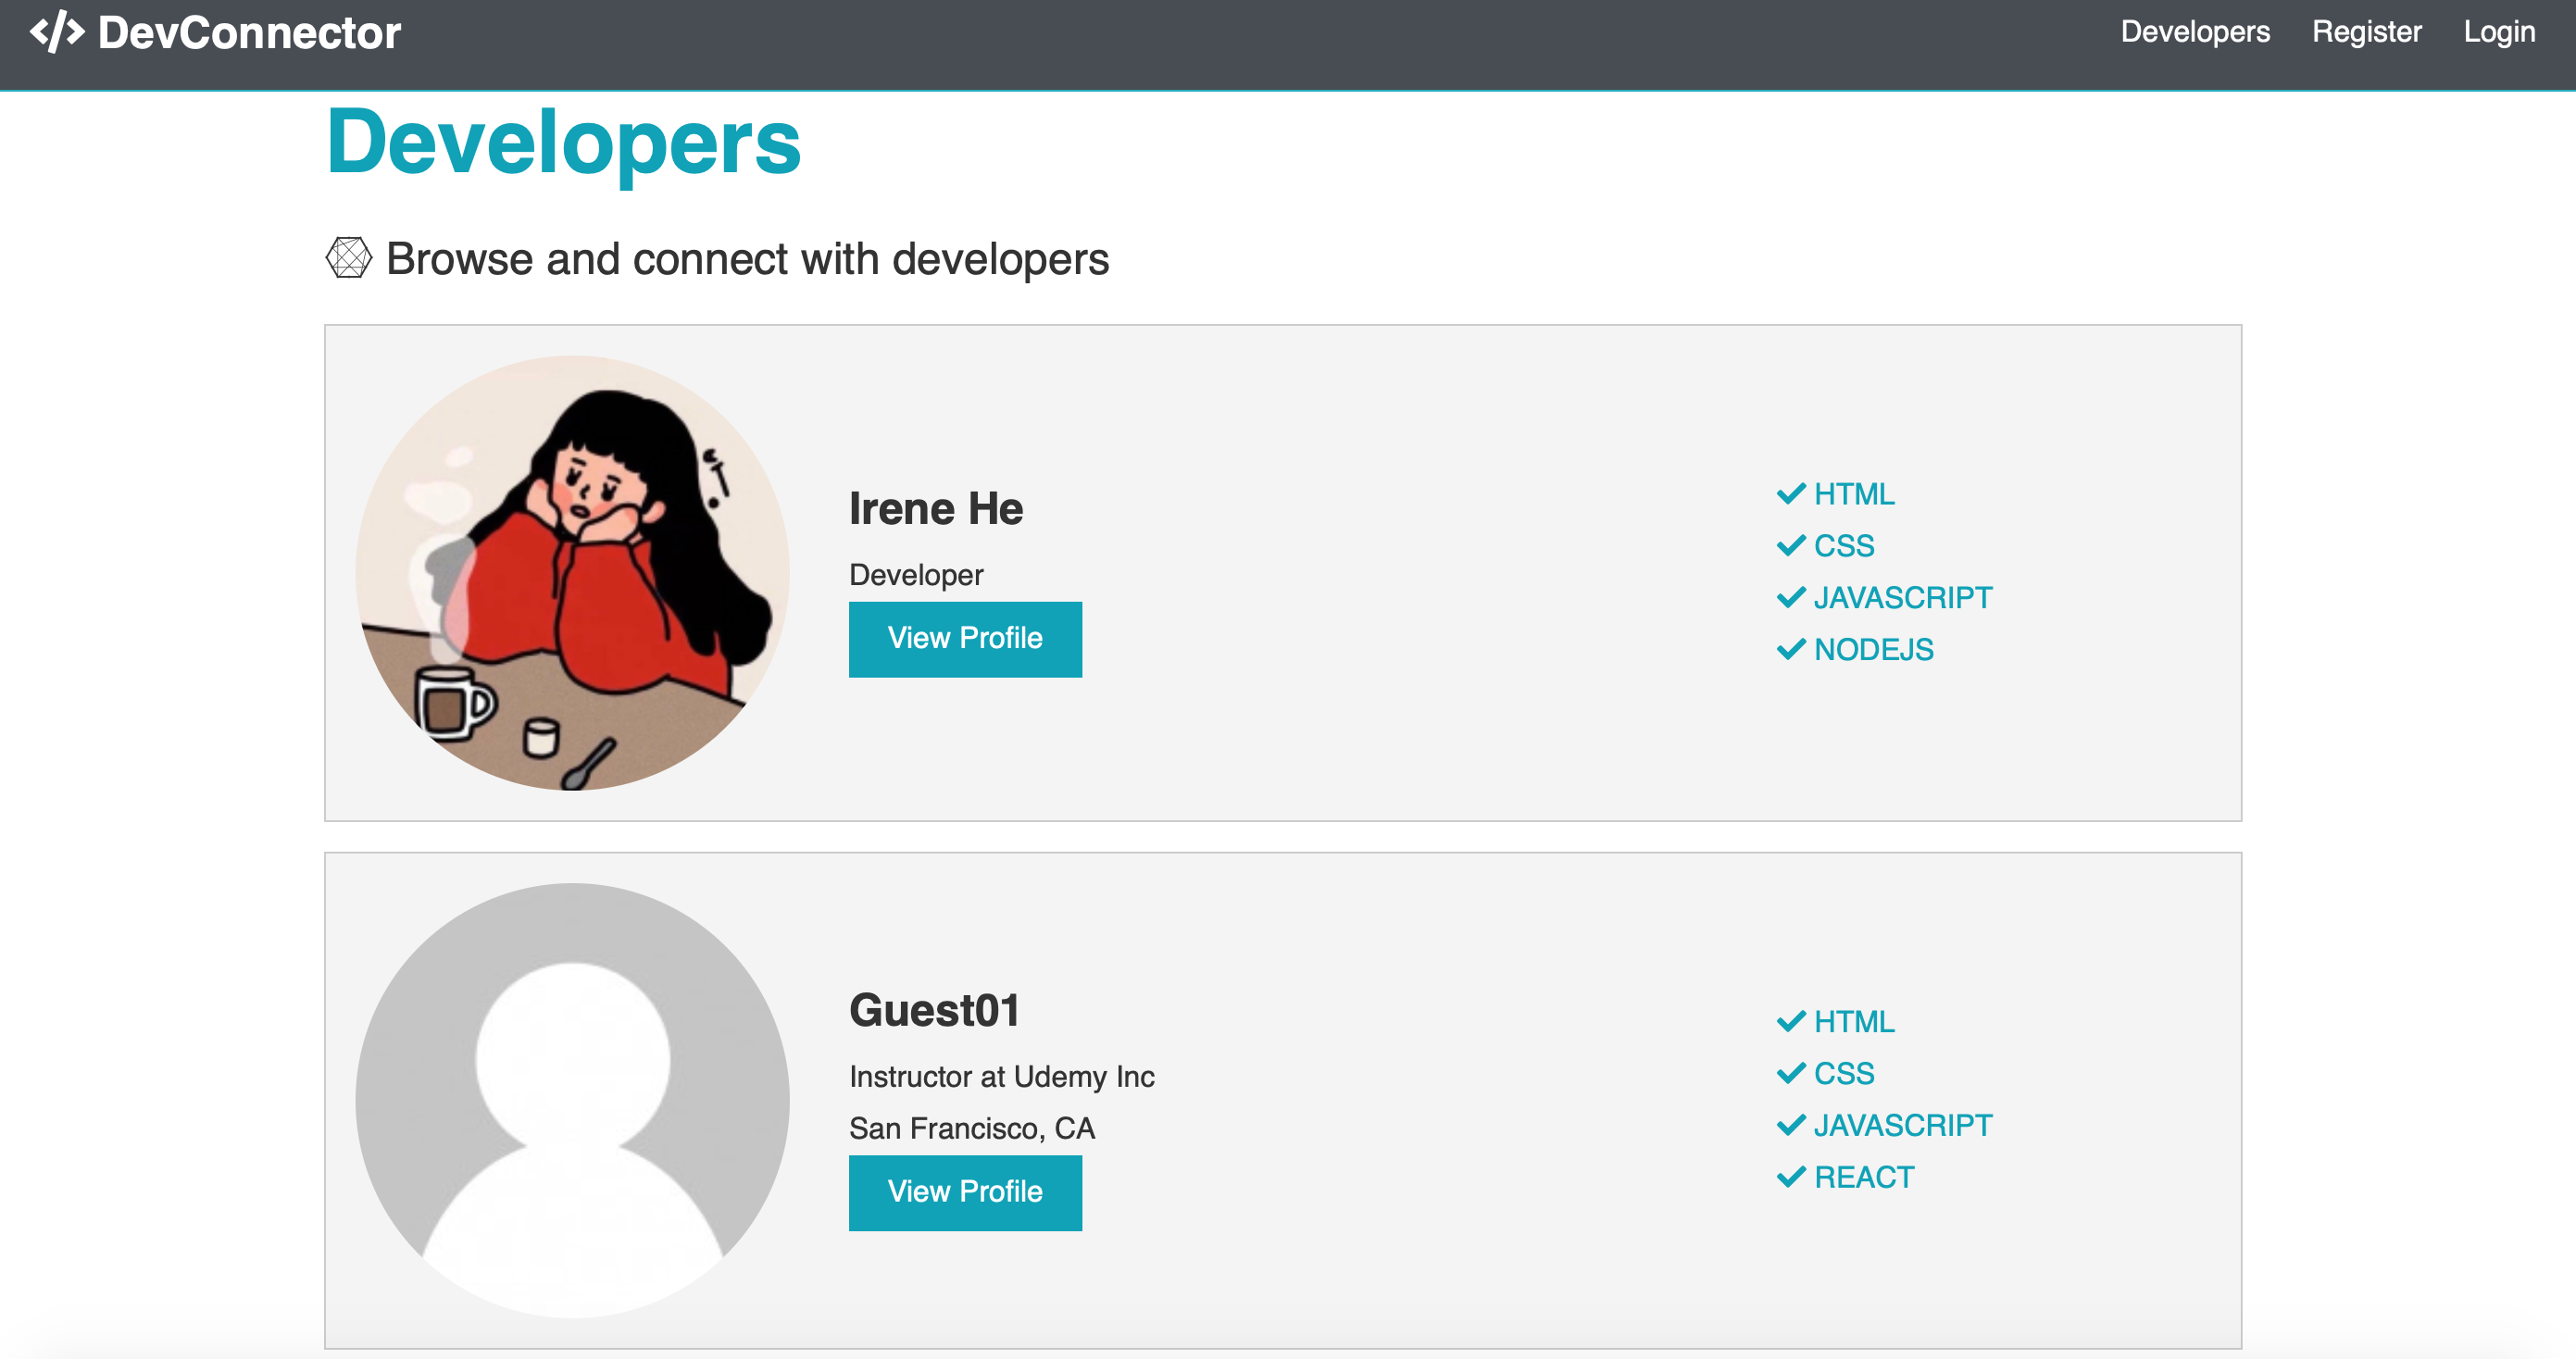 DevConnector
Developers Register Login
Developers
Browse and connect with developers
Irene He
Developer
View Profile
HTML
CSS
JAVASCRIPT
NODEJS
Guest01
Instructor at Udemy Inc
San Francisco, CA
View Profile
HTML
CSS
JAVASCRIPT
REACT